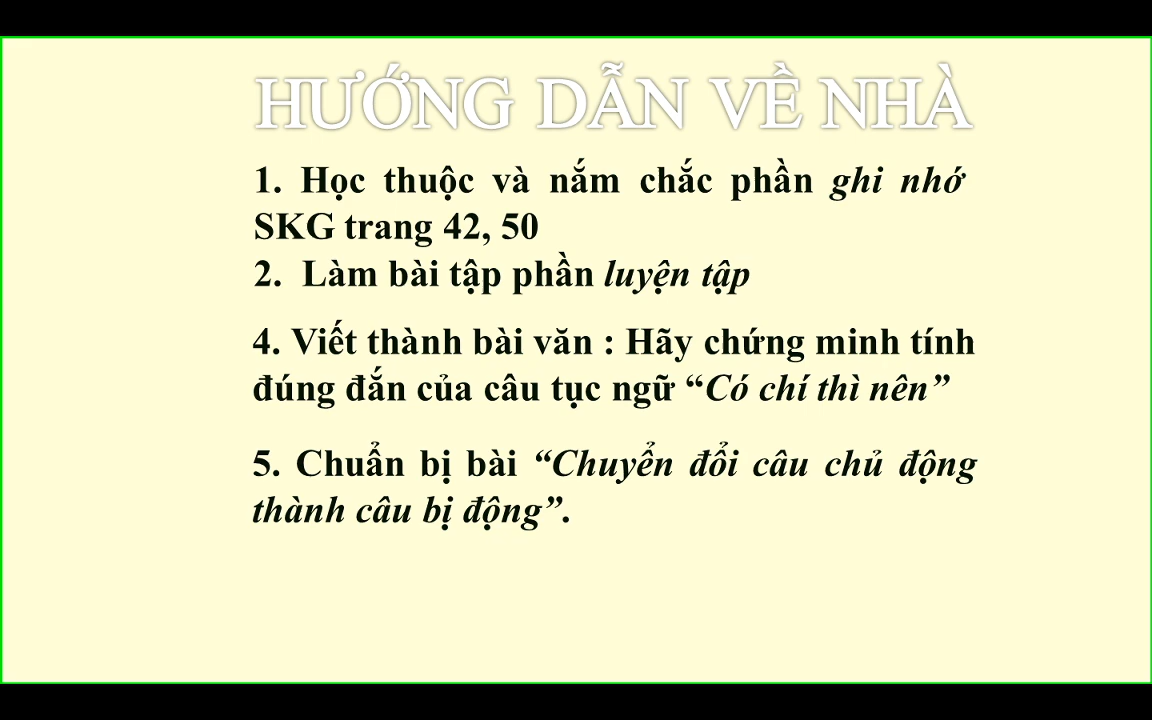 HƯỚNG DẪN VỀ NHÀ
1. Học thuộc và nắm chắc phần ghi nhớ
SKG trang 42, 50
2. Làm bài tập phần luyện tập
4. Viết thành bài văn : Hãy chứng minh tính
đúng đắn của câu tục ngữ “Có chí thì nên”
5. Chuẩn bị bài “Chuyển đổi câu chủ động
thành câu bị động”.